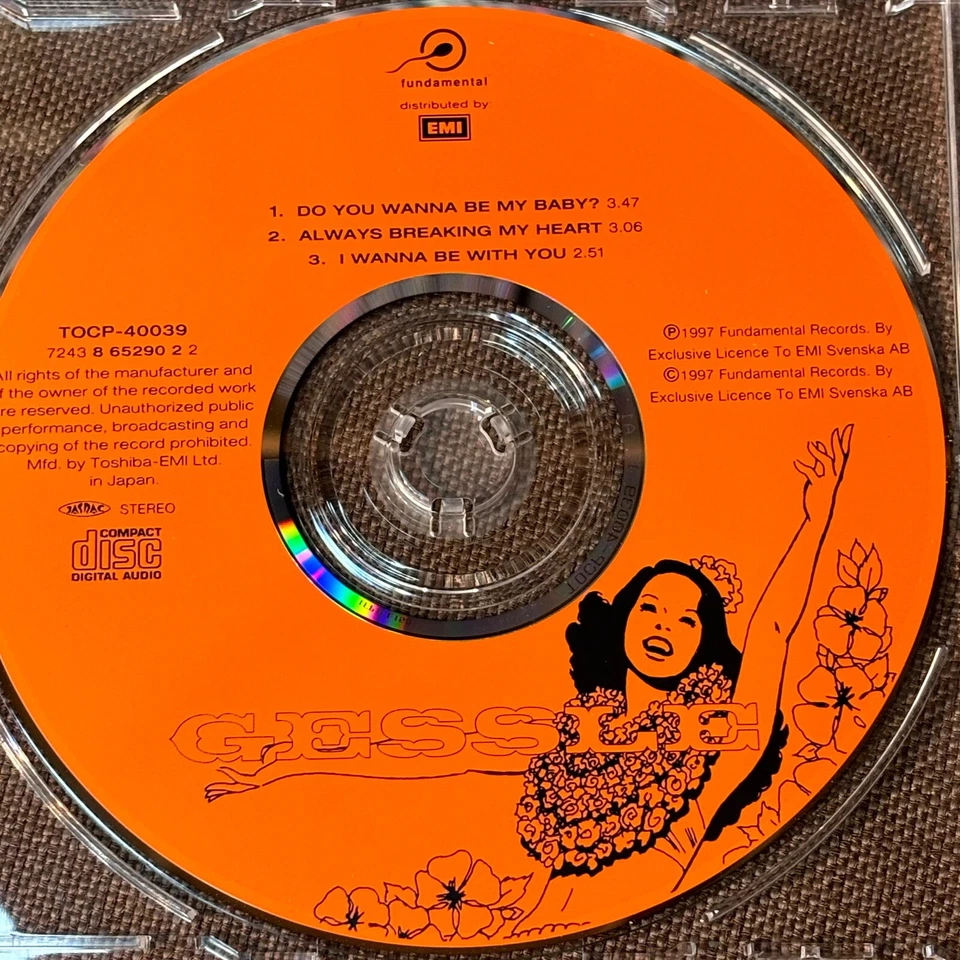 fundamental
distributed by
EMI
1. DO YOU WANNA BE MY BABY? 3.47
2. ALWAYS BREAKING MY HEART 3.06
3. I WANNA BE WITH YOU 2.51
TOCP-40039
7243 8 65290 2 2
All rights of the manufacturer and
of the owner of the recorded work
are reserved. Unauthorized public
performance, broadcasting and
copying of the record prohibited.
Mfd. by Toshiba-EMI Ltd.
in Japan.
JASRAC STEREO
COMPACT
disc
DIGITAL AUDIO
Ⓟ1997 Fundamental Records. By
Exclusive Licence To EMI Svenska AB
©1997 Fundamental Records. By
Exclusive Licence To EMI Svenska AB
GESSLE